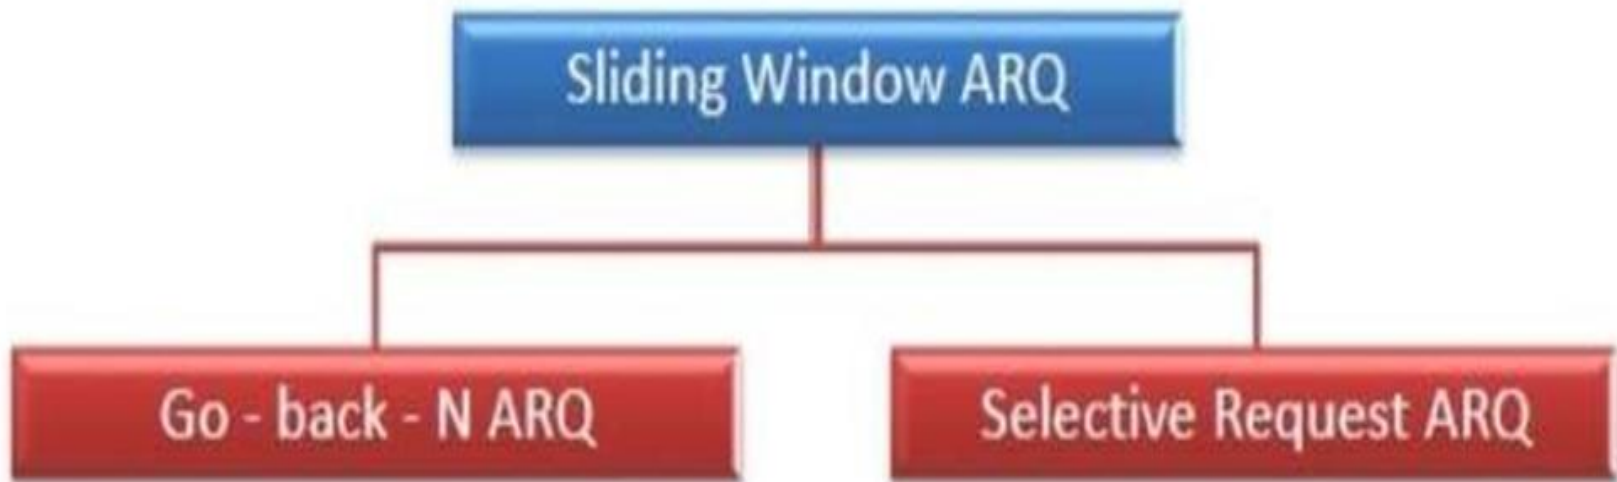 Sliding Window ARQ
Go - back - N ARQ
Selective Request ARQ